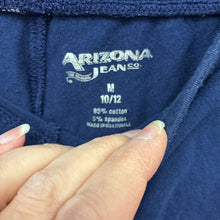 ARIZONA
JEAN CO.
M
10/12
95% cotton
5% spandex
MADE IN GUATEMALA